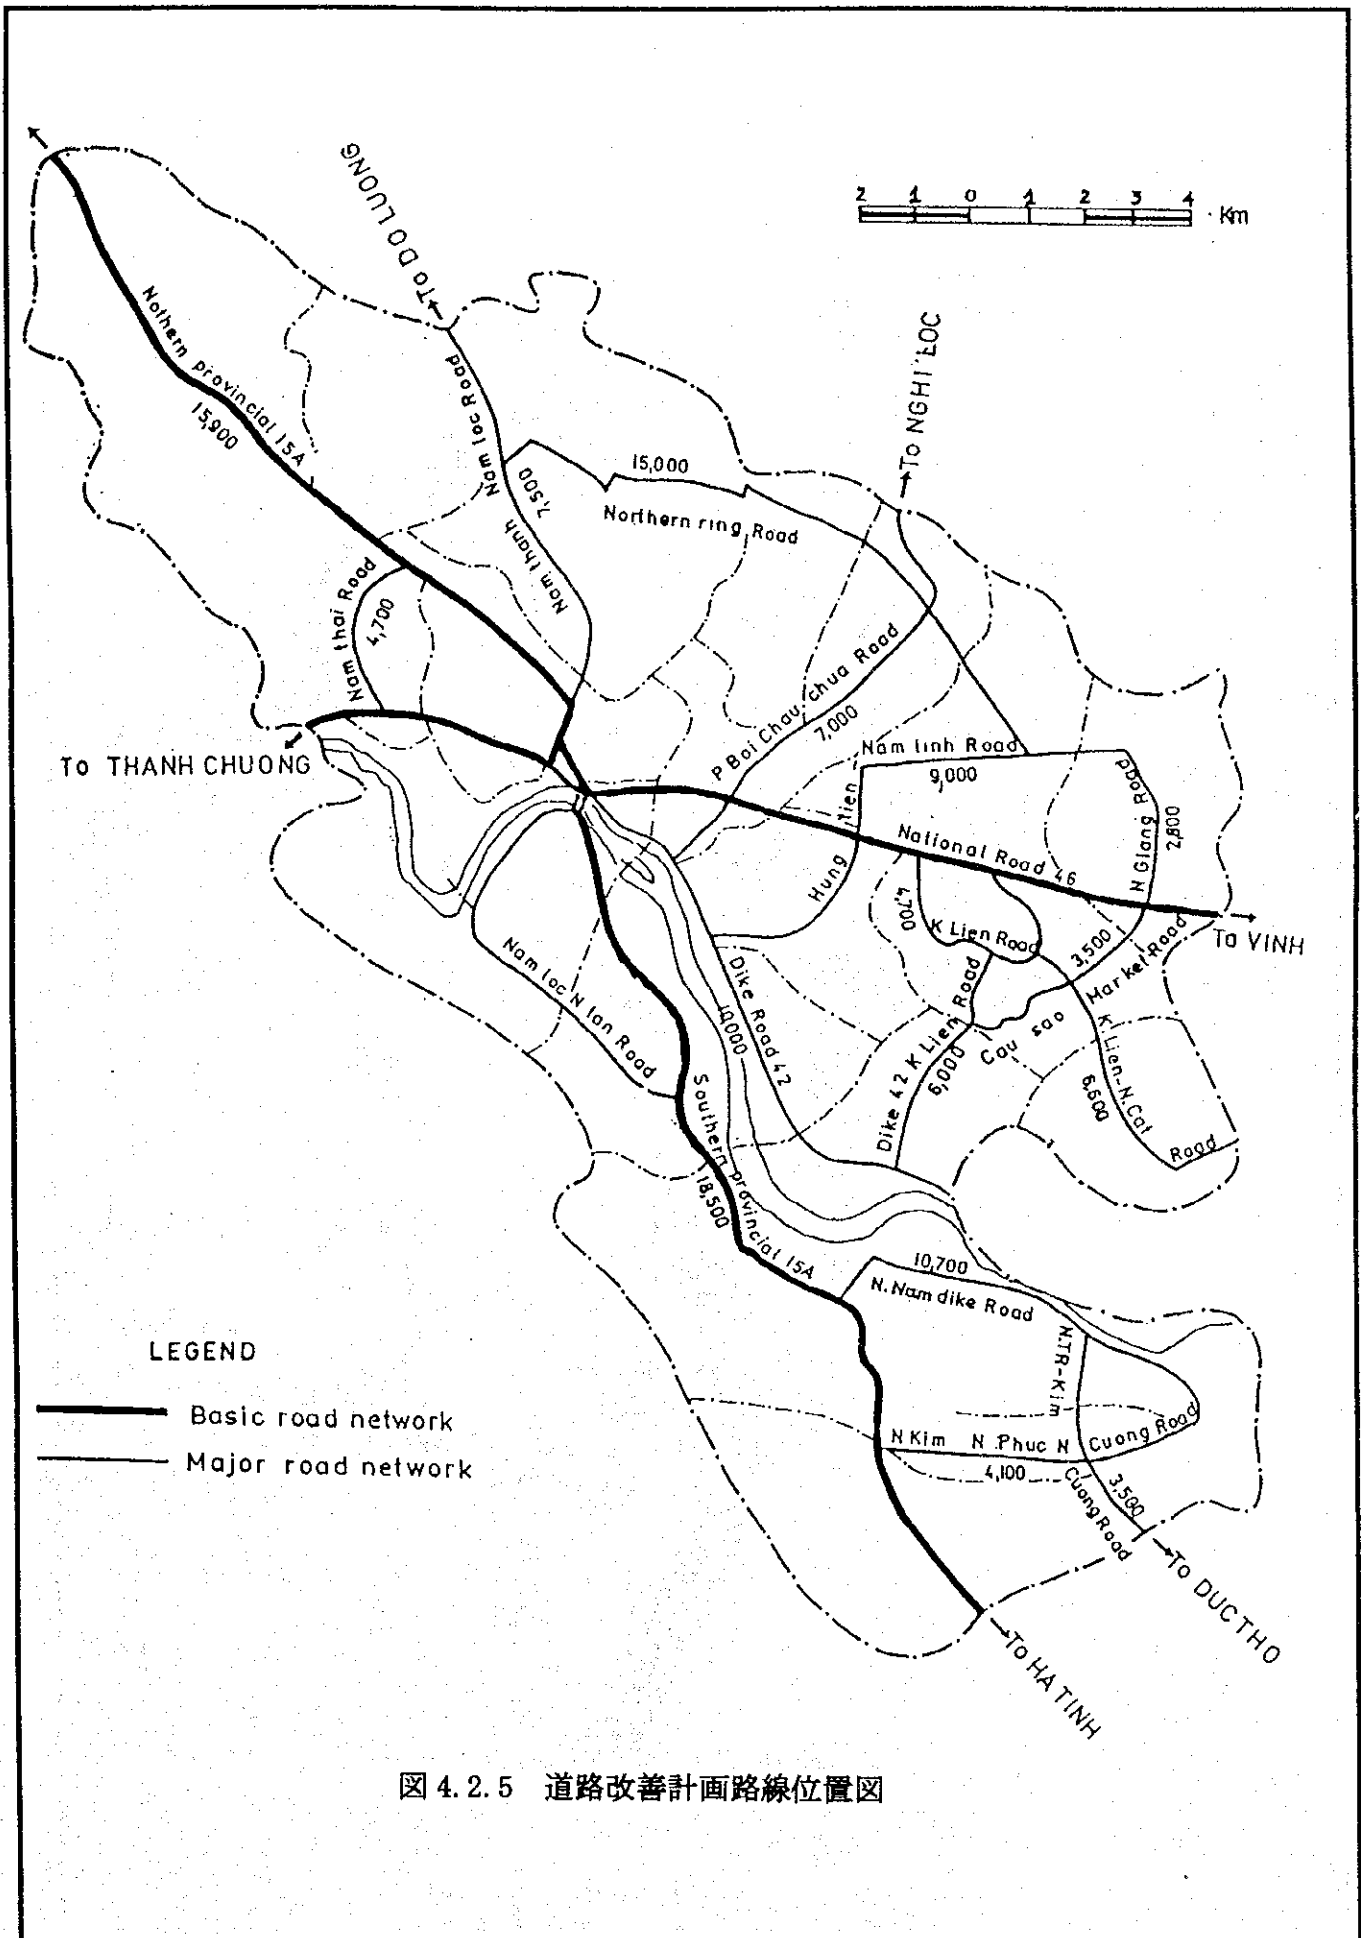 To DO LUONG
2 1 0 1 2 3 4 Km
Nothern provincial 15A
15,900
Nam loc Road
Nam thanh
7,500
15,000
Northern ring Road
To NGHI LOC
Nam thai Road
4,700
To THANH CHUONG
P Boi Chau chua Road
7,000
Nam linh Road
9,000
Hung tien
N Giang Road
2,800
National Road 46
To VINH
4,700
K Lien Road
3,500
Cau sao Market Road
Nam loc N lan Road
Dike Road 42
10,000
Dike 42 K Lien Road
6,000
K Lien-N.Cat Road
6,600
Southern provincial 15A
18,500
10,700
N.Nam dike Road
N.TR-Kim
N Kim N Phuc N Cuong Road
4,100
Cuong Road
3,500
To DUC THO
To HA TINH
LEGEND
Basic road network
Major road network
図 4.2.5 道路改善計画路線位置図